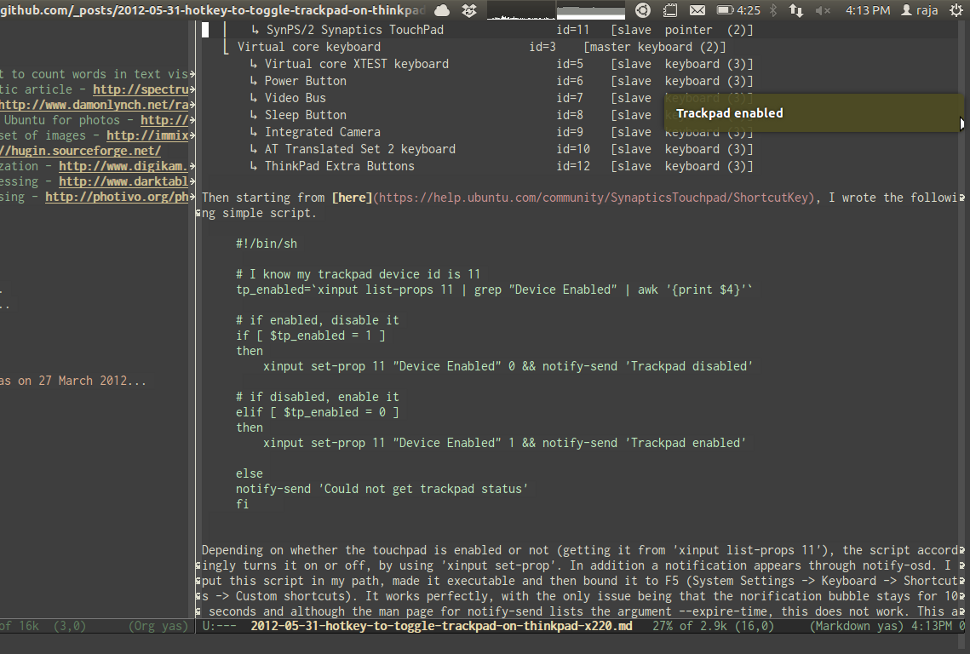 github.com/_posts/2012-05-31-hotkey-to-toggle-trackpad-on-thinkpad
4:25
4:13 PM
raja
t to count words in text vis
tic article - http://spectru
http://www.damonlynch.net/ra
Ubuntu for photos - http://
set of images - http://immix
//hugin.sourceforge.net/
zation - http://www.digikam.
essing - http://www.darktabl
sing - http://photivo.org/ph
.
..
as on 27 March 2012...
of 16k (3,0) (Org yas)
↳ SynPS/2 Synaptics TouchPad id=11 [slave pointer (2)]
⎣ Virtual core keyboard id=3 [master keyboard (2)]
↳ Virtual core XTEST keyboard id=5 [slave keyboard (3)]
↳ Power Button id=6 [slave keyboard (3)]
↳ Video Bus id=7 [slave keyboard (3)]
↳ Sleep Button id=8 [slave keyboard (3)]
↳ Integrated Camera id=9 [slave keyboard (3)]
↳ AT Translated Set 2 keyboard id=10 [slave keyboard (3)]
↳ ThinkPad Extra Buttons id=12 [slave keyboard (3)]
Trackpad enabled
Then starting from [here](https://help.ubuntu.com/community/SynapticsTouchpad/ShortcutKey), I wrote the followi
ng simple script.
#!/bin/sh
# I know my trackpad device id is 11
tp_enabled=`xinput list-props 11 | grep "Device Enabled" | awk '{print $4}'`
# if enabled, disable it
if [ $tp_enabled = 1 ]
then
xinput set-prop 11 "Device Enabled" 0 && notify-send 'Trackpad disabled'
# if disabled, enable it
elif [ $tp_enabled = 0 ]
then
xinput set-prop 11 "Device Enabled" 1 && notify-send 'Trackpad enabled'
else
notify-send 'Could not get trackpad status'
fi
Depending on whether the touchpad is enabled or not (getting it from 'xinput list-props 11'), the script accord
ingly turns it on or off, by using 'xinput set-prop'. In addition a notification appears through notify-osd. I
put this script in my path, made it executable and then bound it to F5 (System Settings -> Keyboard -> Shortcut
s -> Custom shortcuts). It works perfectly, with the only issue being that the norification bubble stays for 10
seconds and although the man page for notify-send lists the argument --expire-time, this does not work. This a
U:--- 2012-05-31-hotkey-to-toggle-trackpad-on-thinkpad-x220.md 27% of 2.9k (16,0) (Markdown yas) 4:13PM 0